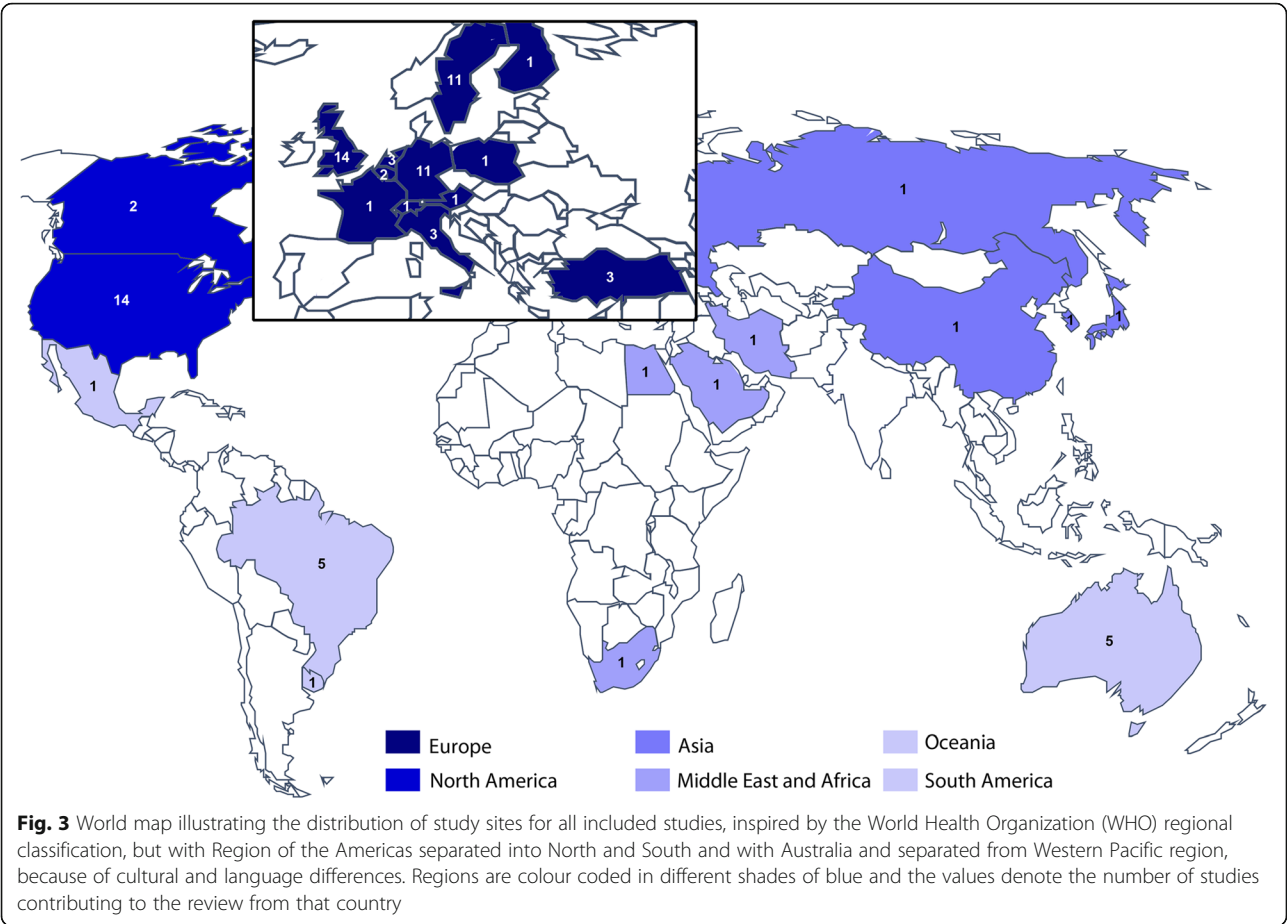 11
1
14
3
2
11
1
1
1
1
3
3
2
14
1
5
1
1
1
1
1
1
1
1
1
5
Europe
Asia
Oceania
North America
Middle East and Africa
South America
Fig. 3 World map illustrating the distribution of study sites for all included studies, inspired by the World Health Organization (WHO) regional
classification, but with Region of the Americas separated into North and South and with Australia and separated from Western Pacific region,
because of cultural and language differences. Regions are colour coded in different shades of blue and the values denote the number of studies
contributing to the review from that country